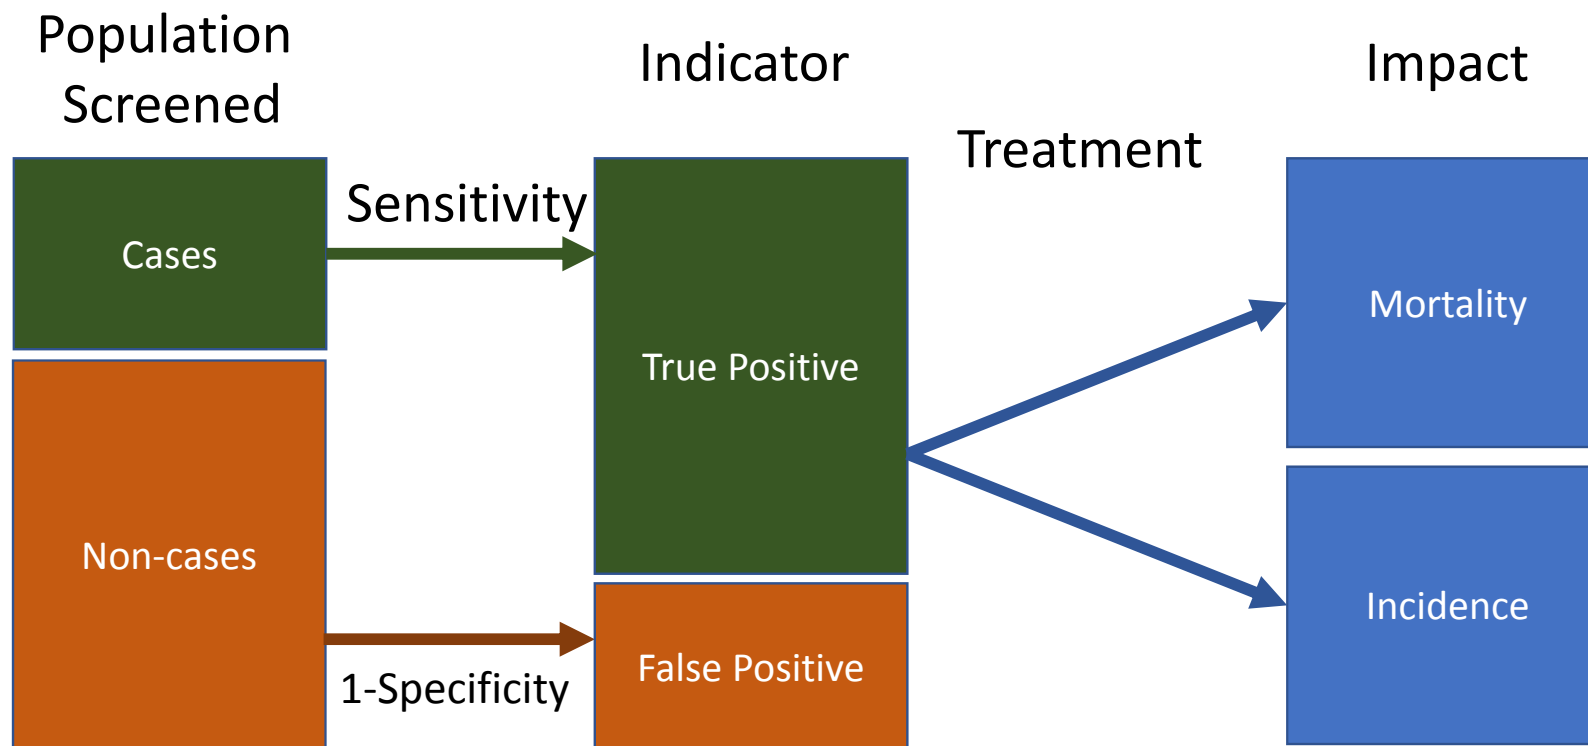 Population
Screened
Indicator
Impact
Treatment
Sensitivity
Cases
Mortality
True Positive
Non-cases
Incidence
False Positive
1-Specificity